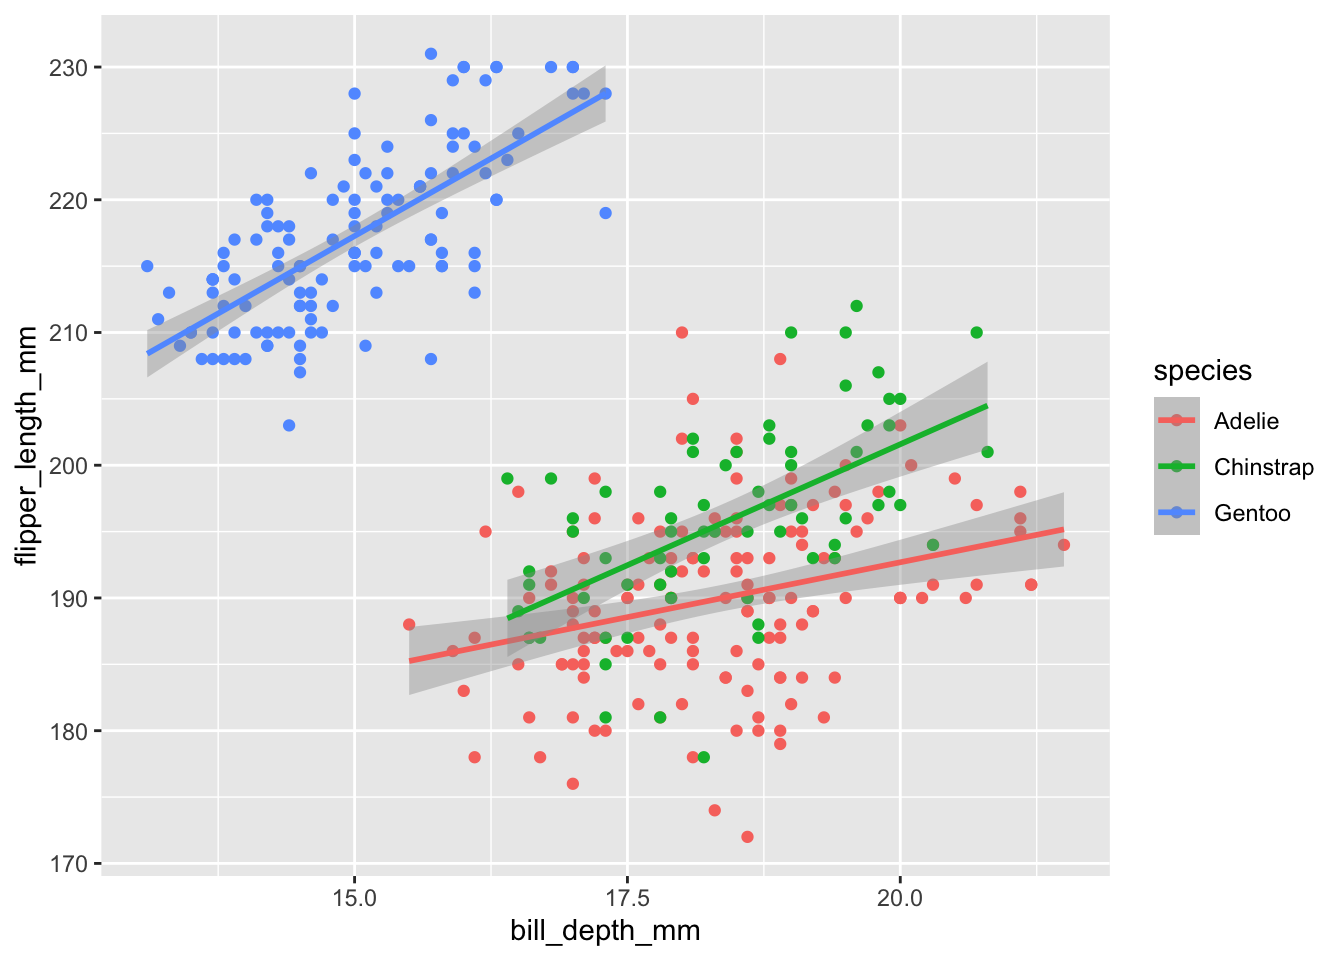 230
220
210
200
190
180
170
flipper_length_mm
15.0
17.5
20.0
bill_depth_mm
species
Adelie
Chinstrap
Gentoo